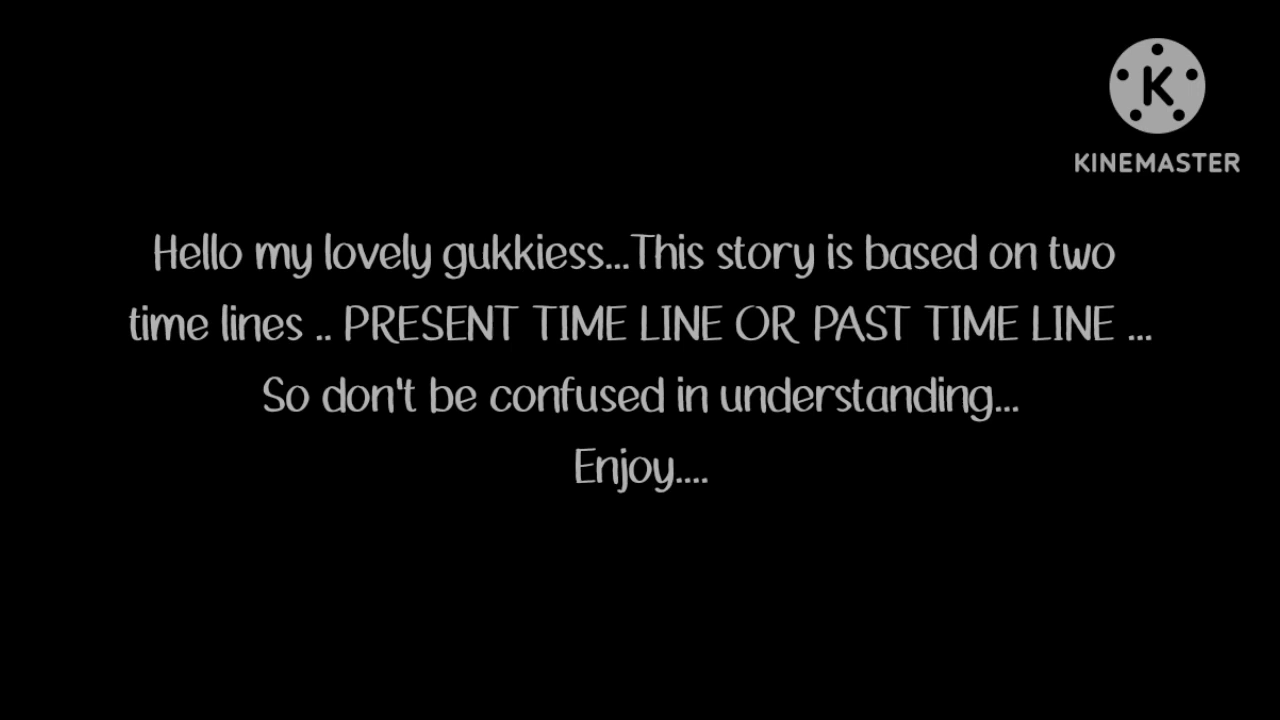 K
KINEMASTER
Hello my lovely gukkiess...This story is based on two
time lines .. PRESENT TIME LINE OR PAST TIME LINE ...
So don't be confused in understanding...
Enjoy....